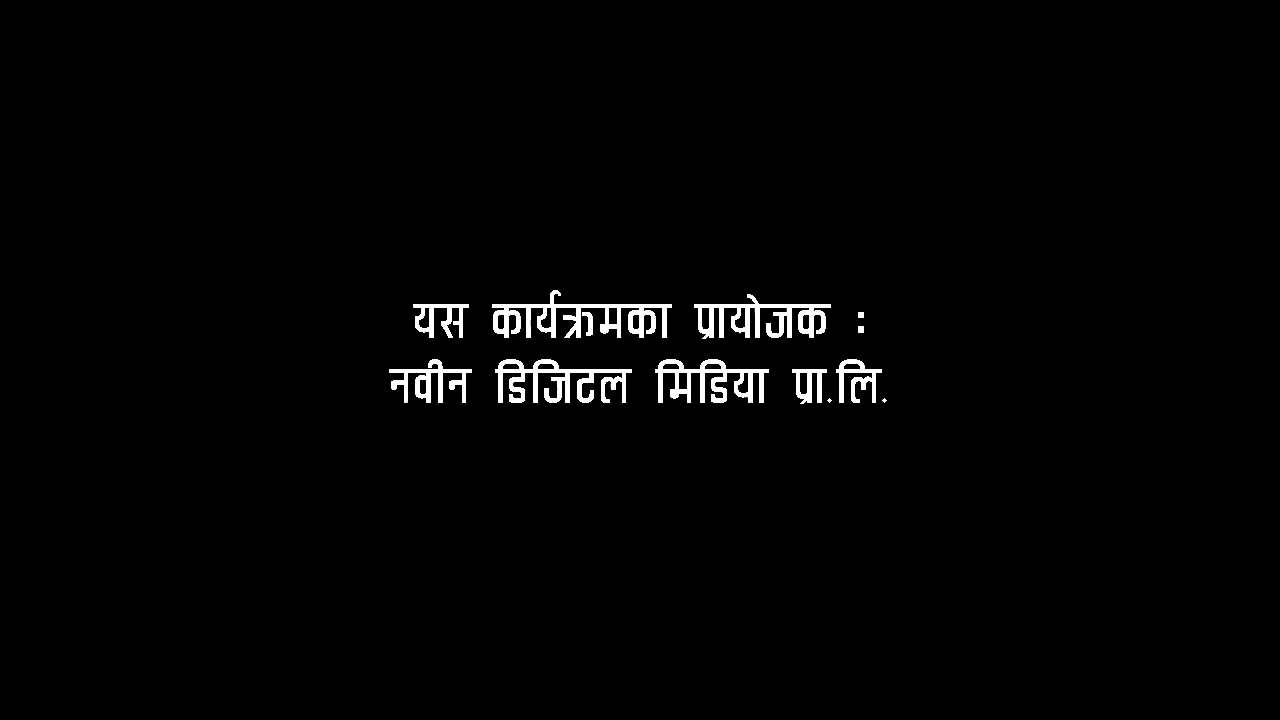 यस कार्यक्रमका प्रायोजक :
नवीन डिजिटल मिडिया प्रा.लि.